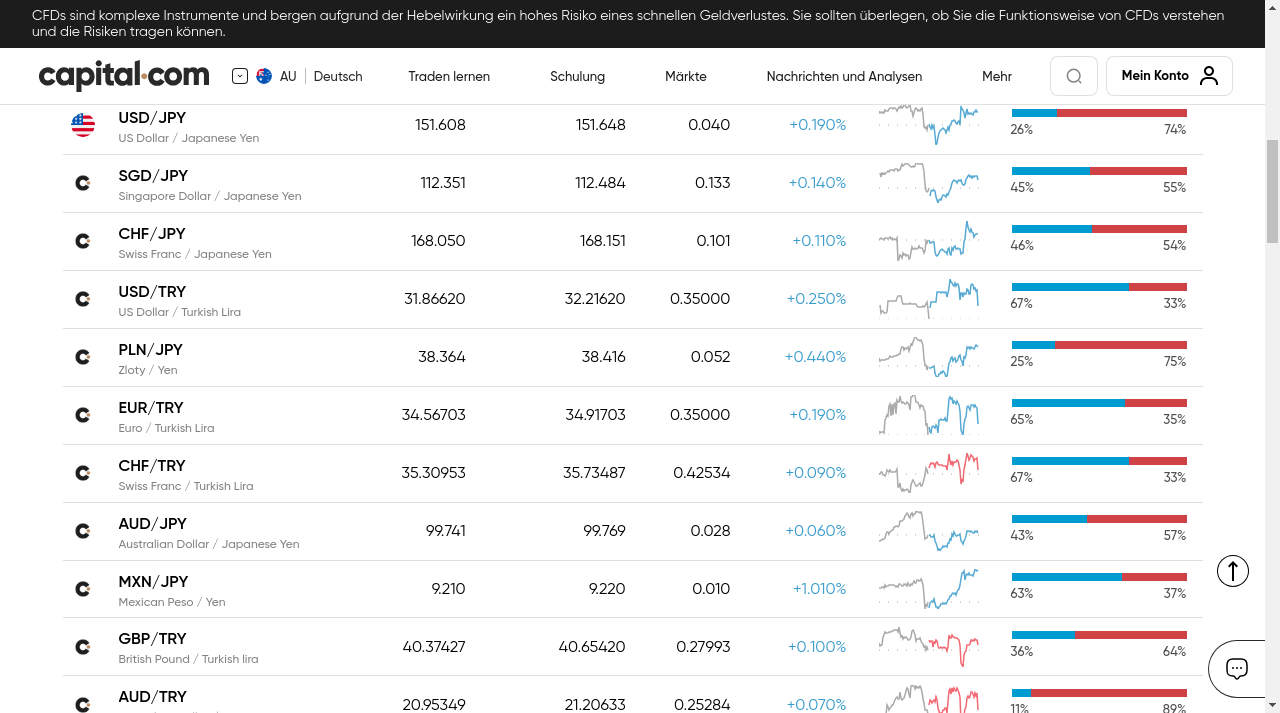 CFDs sind komplexe Instrumente und bergen aufgrund der Hebelwirkung ein hohes Risiko eines schnellen Geldverlustes. Sie sollten überlegen, ob Sie die Funktionsweise von CFDs verstehen
und die Risiken tragen können.
capital.com AU Deutsch Traden lernen Schulung Märkte Nachrichten und Analysen Mehr Mein Konto
USD/JPY 151.608 151.648 0.040 +0.190%
US Dollar / Japanese Yen 26% 74%
SGD/JPY 112.351 112.484 0.133 +0.140%
Singapore Dollar / Japanese Yen 45% 55%
CHF/JPY 168.050 168.151 0.101 +0.110%
Swiss Franc / Japanese Yen 46% 54%
USD/TRY 31.86620 32.21620 0.35000 +0.250%
US Dollar / Turkish Lira 67% 33%
PLN/JPY 38.364 38.416 0.052 +0.440%
Zloty / Yen 25% 75%
EUR/TRY 34.56703 34.91703 0.35000 +0.190%
Euro / Turkish Lira 65% 35%
CHF/TRY 35.30953 35.73487 0.42534 +0.090%
Swiss Franc / Turkish Lira 67% 33%
AUD/JPY 99.741 99.769 0.028 +0.060%
Australian Dollar / Japanese Yen 43% 57%
MXN/JPY 9.210 9.220 0.010 +1.010%
Mexican Peso / Yen 63% 37%
GBP/TRY 40.37427 40.65420 0.27993 +0.100%
British Pound / Turkish lira 36% 64%
AUD/TRY 20.95349 21.20633 0.25284 +0.070%
11% 89%